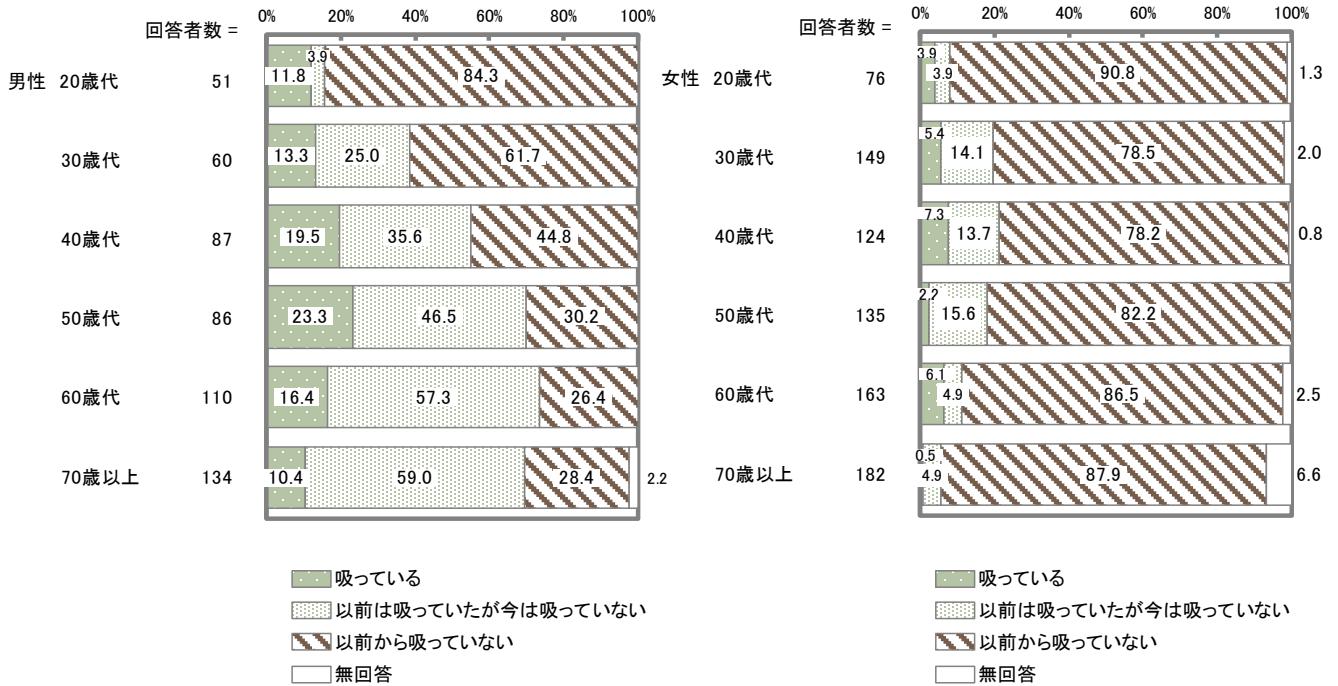 0% 20% 40% 60% 80% 100%
回答者数 =
男性 20歳代 51 11.8 3.9 84.3
30歳代 60 13.3 25.0 61.7
40歳代 87 19.5 35.6 44.8
50歳代 86 23.3 46.5 30.2
60歳代 110 16.4 57.3 26.4
70歳以上 134 10.4 59.0 28.4 2.2
吸っている
以前は吸っていたが今は吸っていない
以前から吸っていない
無回答
0% 20% 40% 60% 80% 100%
回答者数 =
女性 20歳代 76 3.9 3.9 90.8 1.3
30歳代 149 5.4 14.1 78.5 2.0
40歳代 124 7.3 13.7 78.2 0.8
50歳代 135 2.2 15.6 82.2
60歳代 163 6.1 4.9 86.5 2.5
70歳以上 182 0.5 4.9 87.9 6.6
吸っている
以前は吸っていたが今は吸っていない
以前から吸っていない
無回答